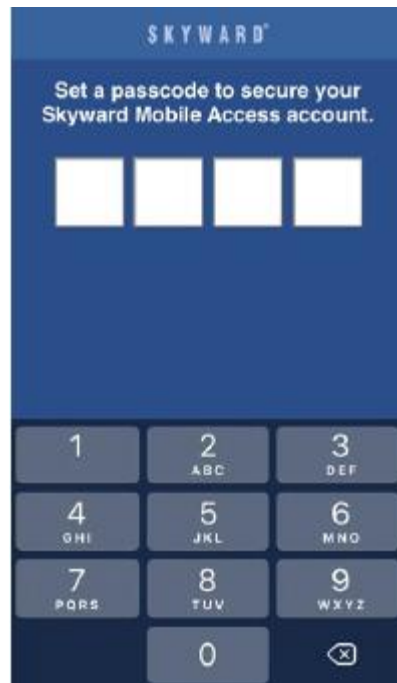 SKYWARD®
Set a passcode to secure your
Skyward Mobile Access account.
1 2 3
ABC DEF
4 5 6
GHI JKL MNO
7 8 9
PQRS TUV WXYZ
0